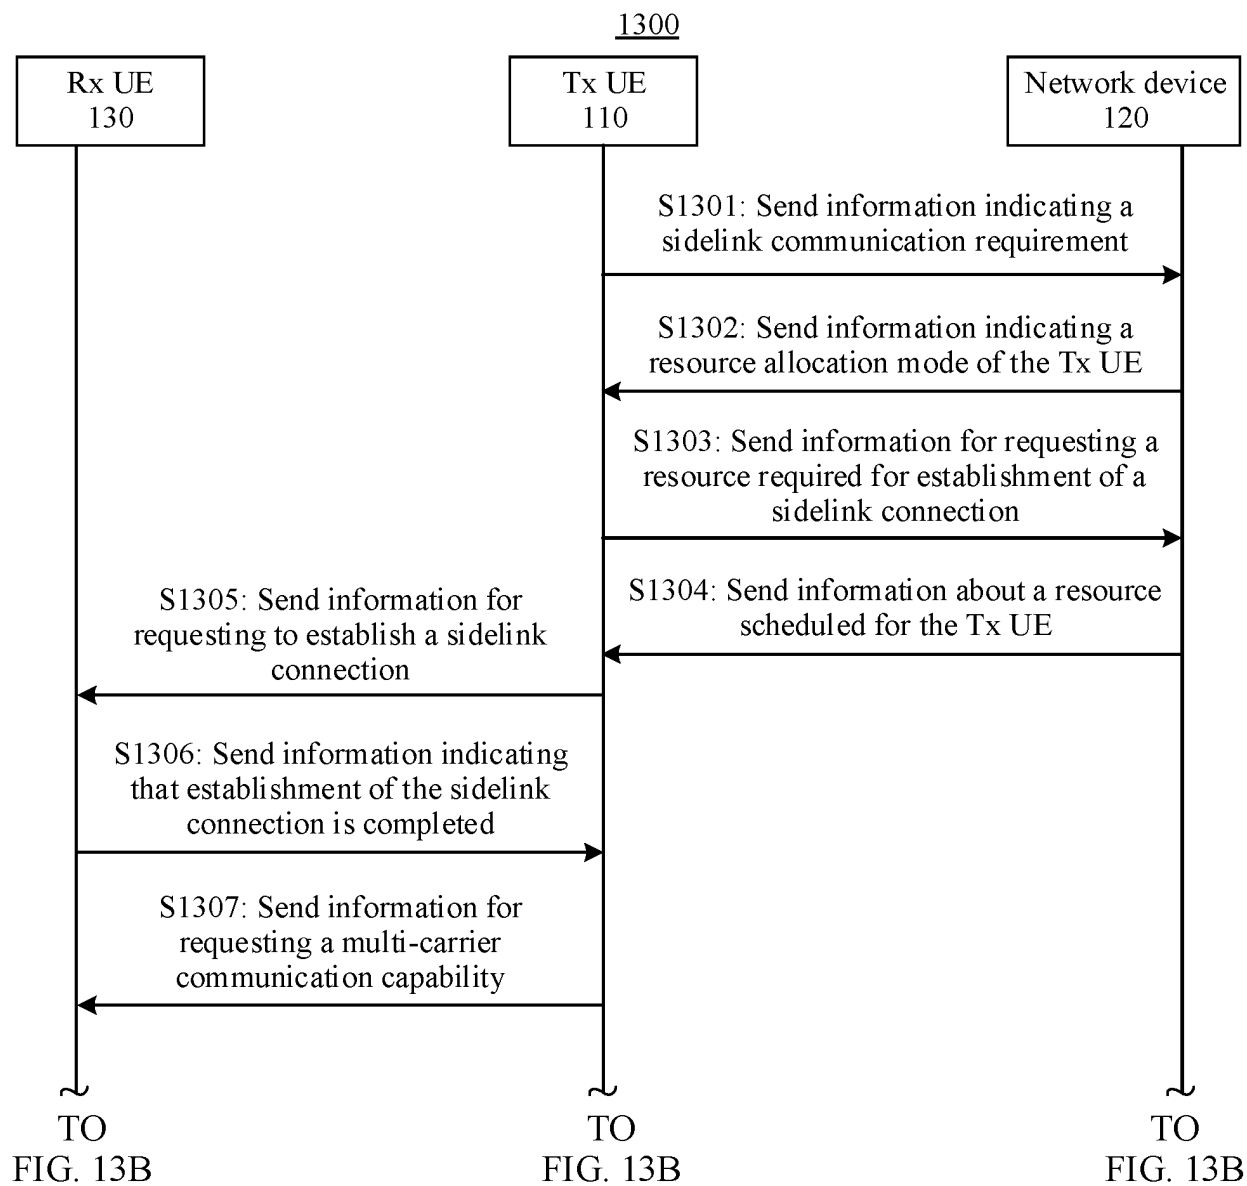 1300
Rx UE
130
Tx UE
110
Network device
120
S1301: Send information indicating a
sidelink communication requirement
S1302: Send information indicating a
resource allocation mode of the Tx UE
S1303: Send information for requesting a
resource required for establishment of a
sidelink connection
S1304: Send information about a resource
scheduled for the Tx UE
S1305: Send information for
requesting to establish a sidelink
connection
S1306: Send information indicating
that establishment of the sidelink
connection is completed
S1307: Send information for
requesting a multi-carrier
communication capability
TO
FIG. 13B
TO
FIG. 13B
TO
FIG. 13B